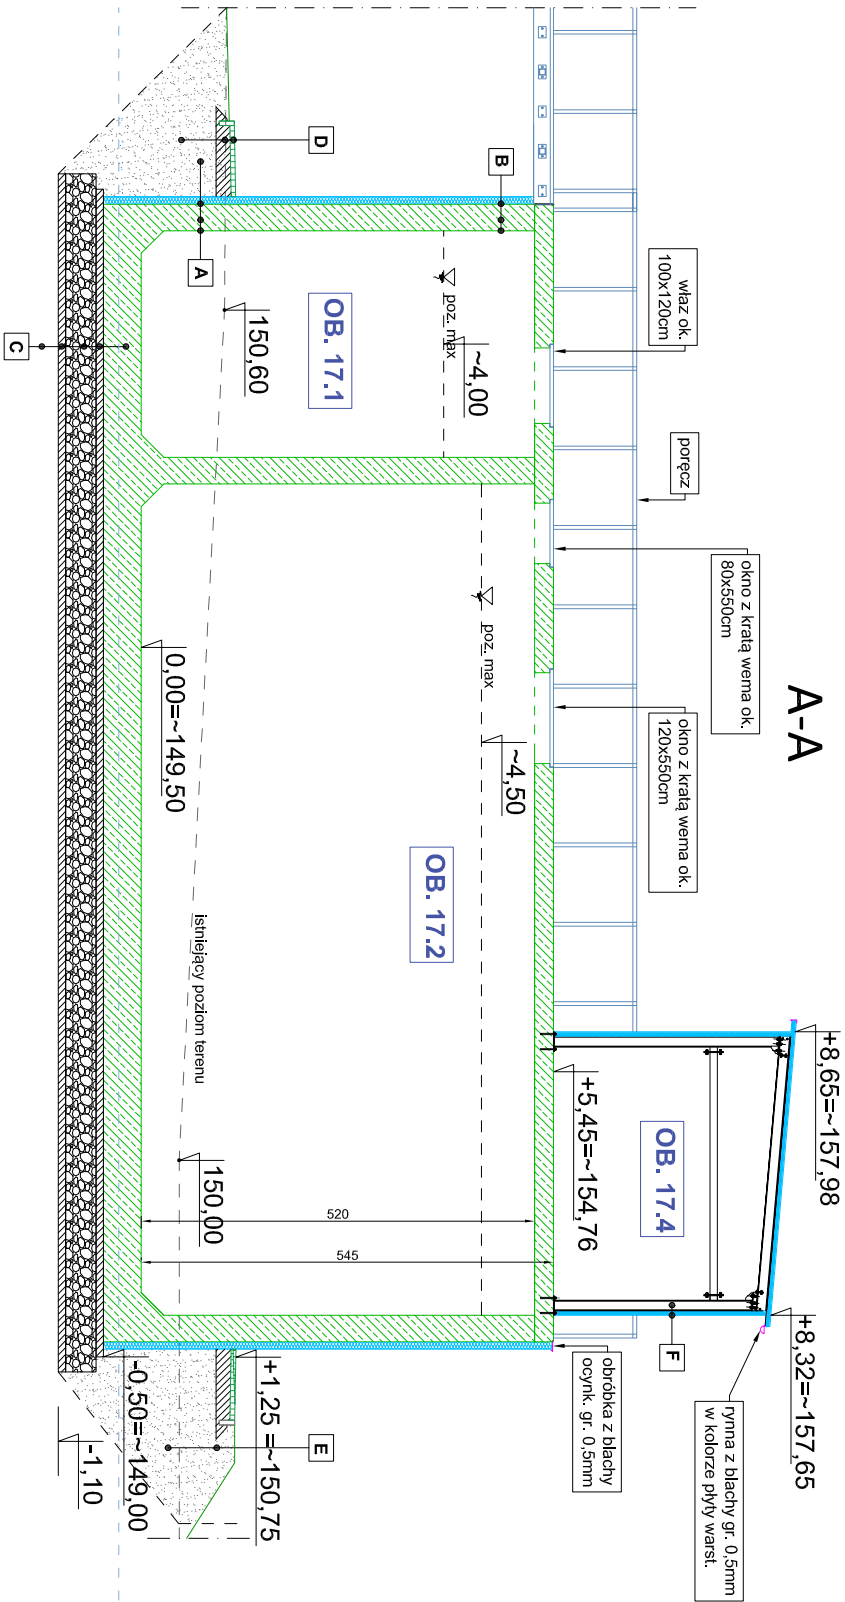 A-A
+8,65=~157,98
+8,32=~157,65
rynna z blachy gr. 0,5mm
w kolorze płyty warst.
okno z kratą wema ok.
80x550cm
właz ok.
100x120cm
poręcz
okno z kratą wema ok.
120x550cm
OB. 17.4
F
+5,45=~154,76
obróbka z blachy
ocynk. gr. 0,5mm
B
~4,00
poz. max
~4,50
poz. max
OB. 17.1
OB. 17.2
D
150,60
520
545
E
+1,25 =~150,75
A
istniejący poziom terenu
150,00
0,00=~149,50
-0,50=~149,00
-1,10
C